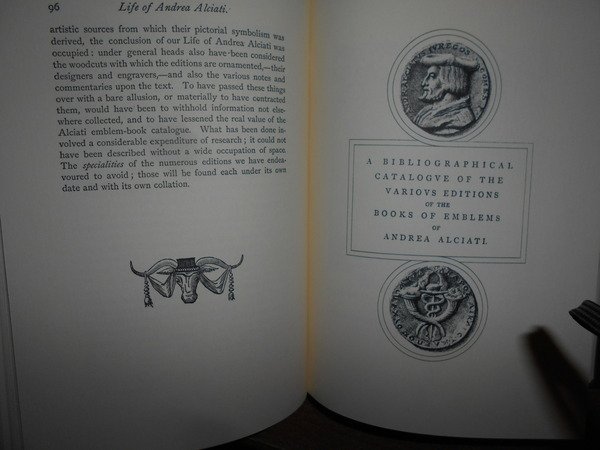 96 Life of Andrea Alciati.
artistic sources from which their pictorial symbolism was
derived, the conclusion of our Life of Andrea Alciati was
occupied: under general heads also have been considered
the woodcuts with which the editions are ornamented,—their
designers and engravers,—and also the various notes and
commentaries upon the text. To have passed these things
over with a bare allusion, or materially to have contracted
them, would have been to withhold information not else-
where collected, and to have lessened the real value of the
Alciati emblem-book catalogue. What has been done in-
volved a considerable expenditure of research; it could not
have been described without a wide occupation of space.
The specialities of the numerous editions we have endea-
voured to avoid; those will be found each under its own
date and with its own collation.
A BIBLIOGRAPHICAL
CATALOGVE OF THE
VARIOVS EDITIONS
OF THE
BOOKS OF EMBLEMS
OF
ANDREA ALCIATI.